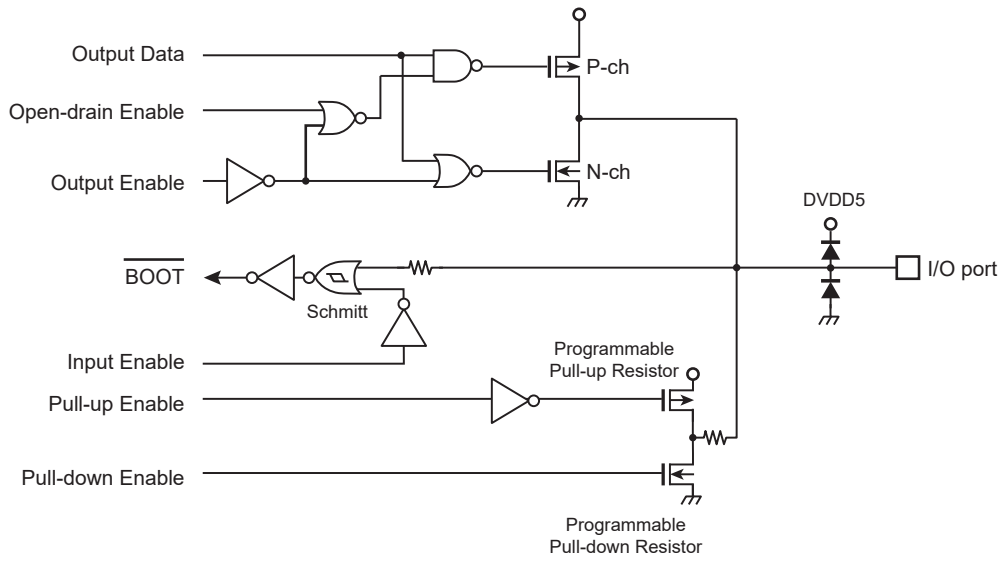 Output Data
P-ch
Open-drain Enable
Output Enable
N-ch
DVDD5
BOOT
I/O port
Schmitt
Input Enable
Programmable
Pull-up Resistor
Pull-up Enable
Pull-down Enable
Programmable
Pull-down Resistor